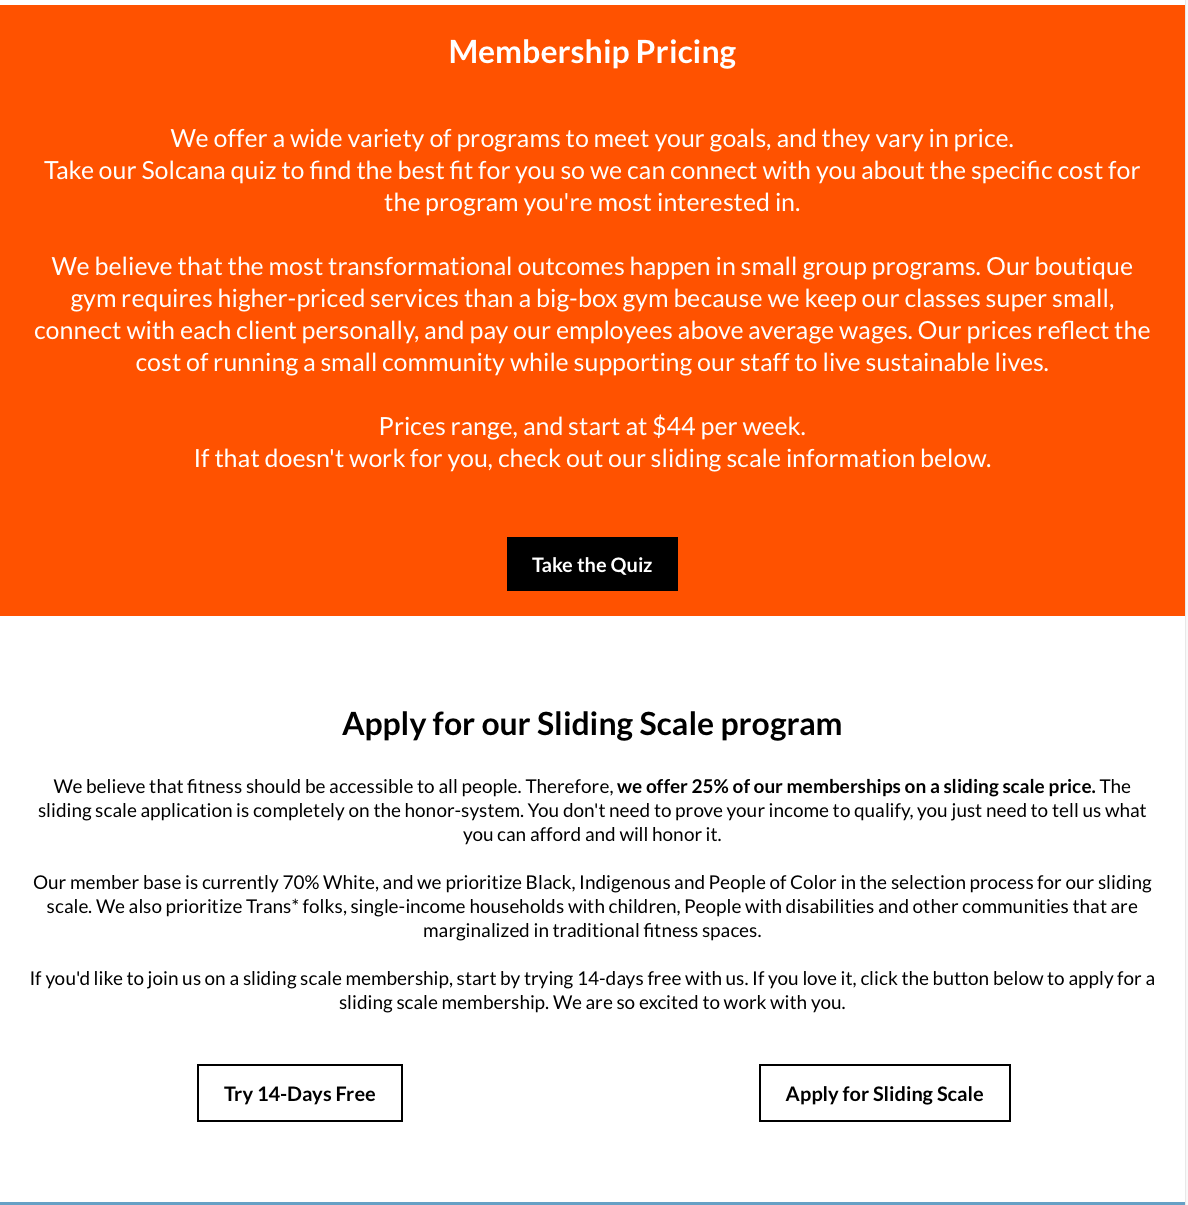 Membership Pricing
We offer a wide variety of programs to meet your goals, and they vary in price.
Take our Solcana quiz to find the best fit for you so we can connect with you about the specific cost for
the program you're most interested in.
We believe that the most transformational outcomes happen in small group programs. Our boutique
gym requires higher-priced services than a big-box gym because we keep our classes super small,
connect with each client personally, and pay our employees above average wages. Our prices reflect the
cost of running a small community while supporting our staff to live sustainable lives.
Prices range, and start at $44 per week.
If that doesn't work for you, check out our sliding scale information below.
Take the Quiz
Apply for our Sliding Scale program
We believe that fitness should be accessible to all people. Therefore, we offer 25% of our memberships on a sliding scale price. The
sliding scale application is completely on the honor-system. You don't need to prove your income to qualify, you just need to tell us what
you can afford and will honor it.
Our member base is currently 70% White, and we prioritize Black, Indigenous and People of Color in the selection process for our sliding
scale. We also prioritize Trans* folks, single-income households with children, People with disabilities and other communities that are
marginalized in traditional fitness spaces.
If you'd like to join us on a sliding scale membership, start by trying 14-days free with us. If you love it, click the button below to apply for a
sliding scale membership. We are so excited to work with you.
Try 14-Days Free
Apply for Sliding Scale